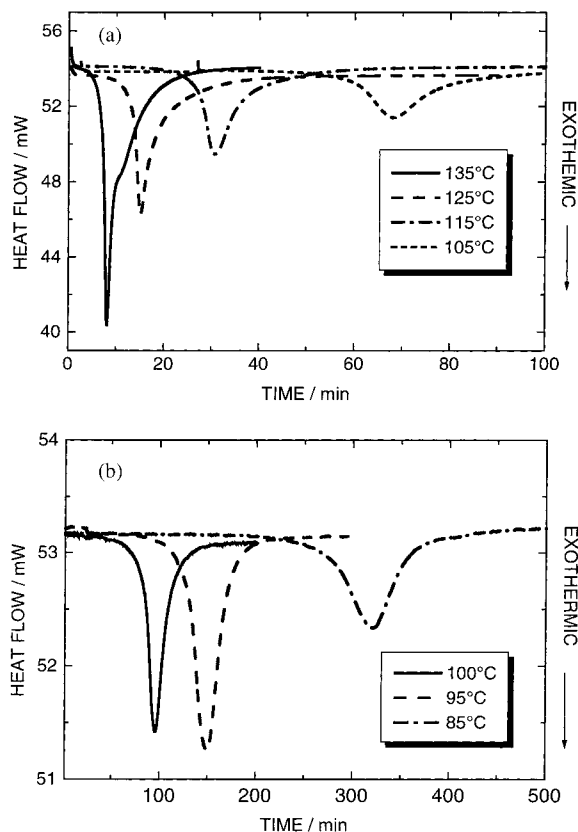 (a)
56
52
48
44
40
HEAT FLOW / mW
135°C
125°C
115°C
105°C
EXOTHEMIC
0 20 40 60 80 100
TIME / min
(b)
54
53
52
51
HEAT FLOW / mW
100°C
95°C
85°C
EXOTHERMIC
100 200 300 400 500
TIME / min